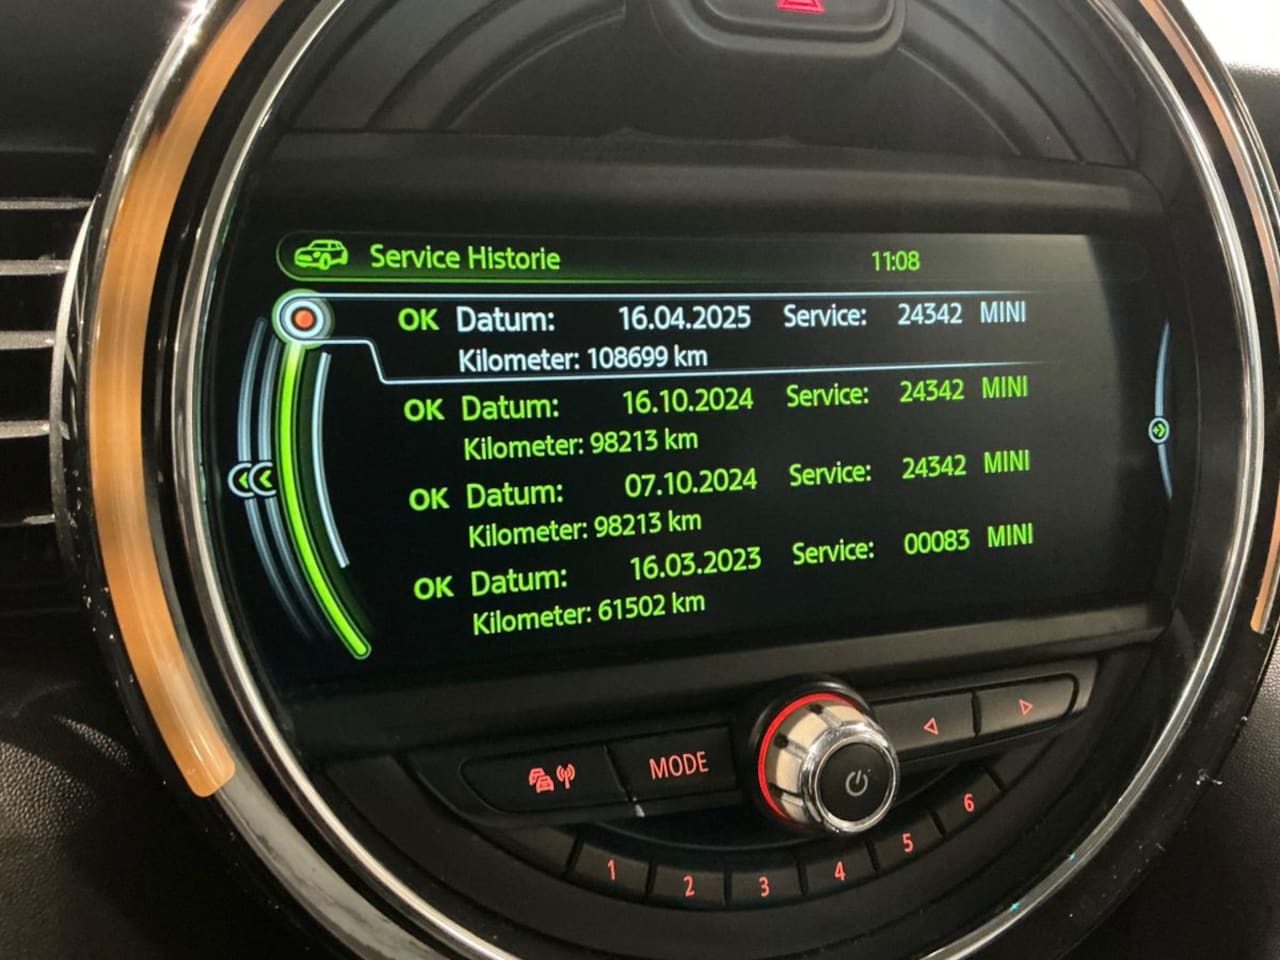 Service Historie 11:08
OK Datum: 16.04.2025 Service: 24342 MINI
Kilometer: 108699 km
OK Datum: 16.10.2024 Service: 24342 MINI
Kilometer: 98213 km
OK Datum: 07.10.2024 Service: 24342 MINI
Kilometer: 98213 km
OK Datum: 16.03.2023 Service: 00083 MINI
Kilometer: 61502 km
MODE
1 2 3 4 5 6